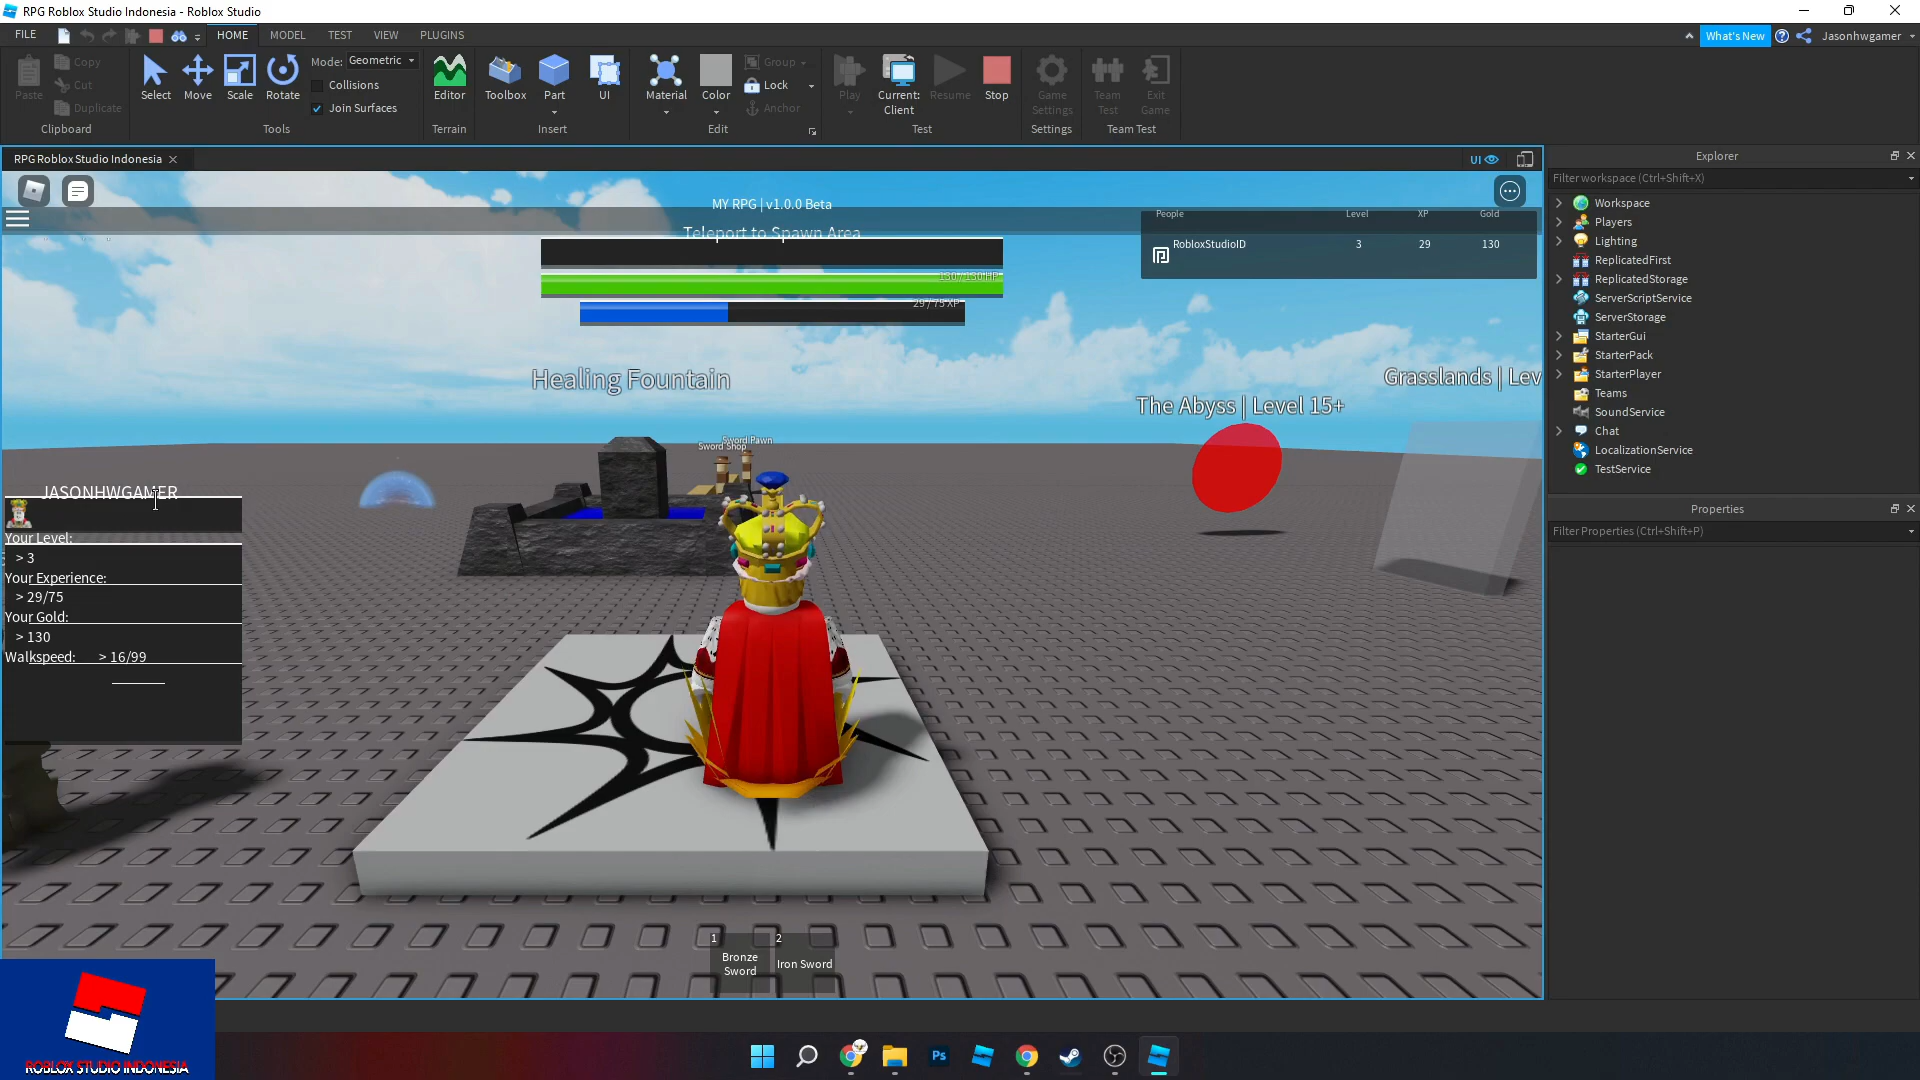 RPG Roblox Studio Indonesia - Roblox Studio
FILE
HOME
MODEL
TEST
VIEW
PLUGINS
What's New
Jasonhwgamer
Paste
Copy
Cut
Duplicate
Clipboard
Select
Move
Scale
Rotate
Mode: Geometric
Collisions
Join Surfaces
Tools
Editor
Terrain
Toolbox
Part
UI
Insert
Material
Color
Group
Lock
Anchor
Edit
Play
Current:
Client
Resume
Stop
Test
Game
Settings
Settings
Team
Test
Exit
Game
Team Test
RPG Roblox Studio Indonesia
UI
MY RPG | v1.0.0 Beta
Teleport to Spawn Area
130 / 130 HP
29 / 75 XP
People Level XP Gold
RobloxStudioID 3 29 130
Healing Fountain
The Abyss | Level 15+
Grasslands | Lev
Sword Pawn
Sword Shop
JASONHWGAMER
Your Level:
> 3
Your Experience:
> 29/75
Your Gold:
> 130
Walkspeed: > 16/99
1
Bronze
Sword
2
Iron Sword
ROBLOX STUDIO INDONESIA
Ps
Explorer
Filter workspace (Ctrl+Shift+X)
Workspace
Players
Lighting
ReplicatedFirst
ReplicatedStorage
ServerScriptService
ServerStorage
StarterGui
StarterPack
StarterPlayer
Teams
SoundService
Chat
LocalizationService
TestService
Properties
Filter Properties (Ctrl+Shift+P)